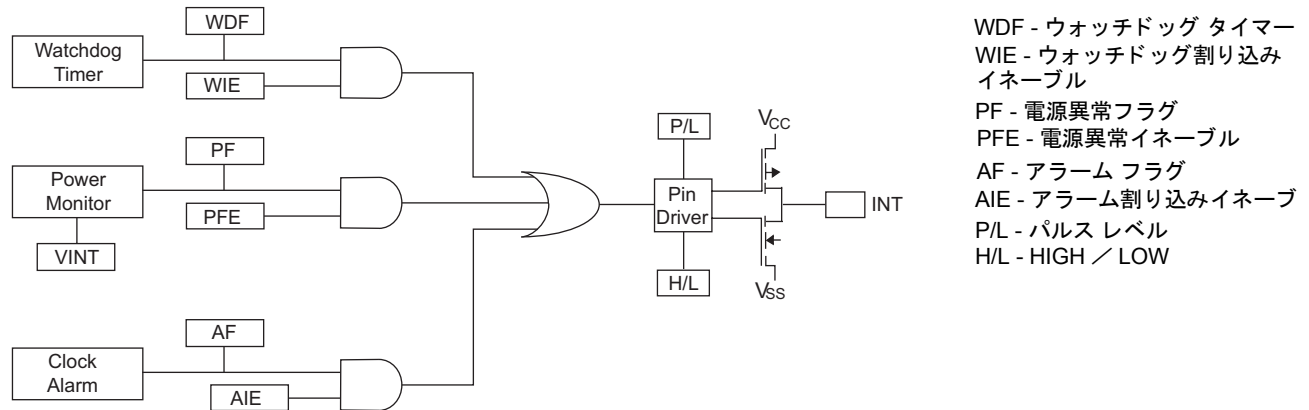 Watchdog
Timer
WDF
WIE
Power
Monitor
VINT
PF
PFE
Clock
Alarm
AF
AIE
P/L
Pin
Driver
H/L
VCC
VSS
INT
WDF - ウォッチドッグ タイマー
WIE - ウォッチドッグ割り込み
イネーブル
PF - 電源異常フラグ
PFE - 電源異常イネーブル
AF - アラーム フラグ
AIE - アラーム割り込みイネーブ
P/L - パルス レベル
H/L - HIGH ／ LOW